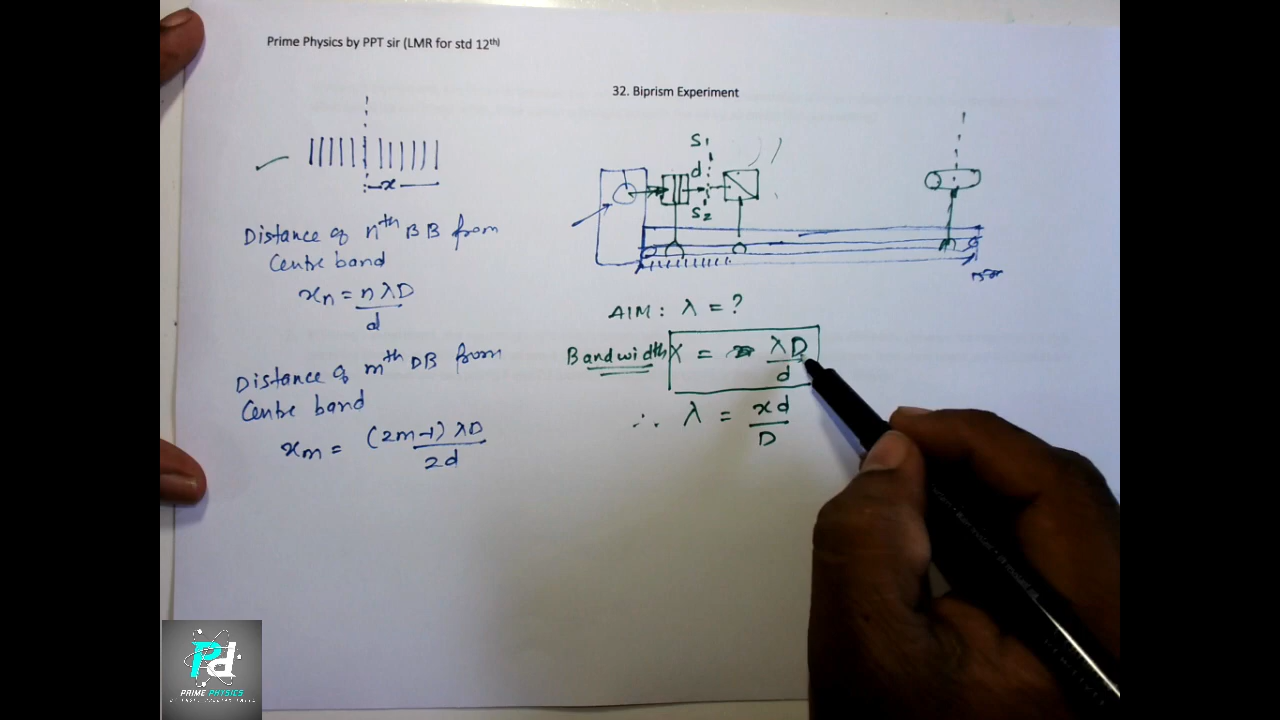 Prime Physics by PPT sir (LMR for std 12th)
32. Biprism Experiment
S1
d
S2
x
Distance of nth BB from
Centre band
xn = nλD
d
Distance of mth DB from
Centre band
xm = (2m-1) λD
2d
AIM: λ = ?
Bandwidth X = λD
d
∴ λ = xd
D
Pd
PRIME PHYSICS